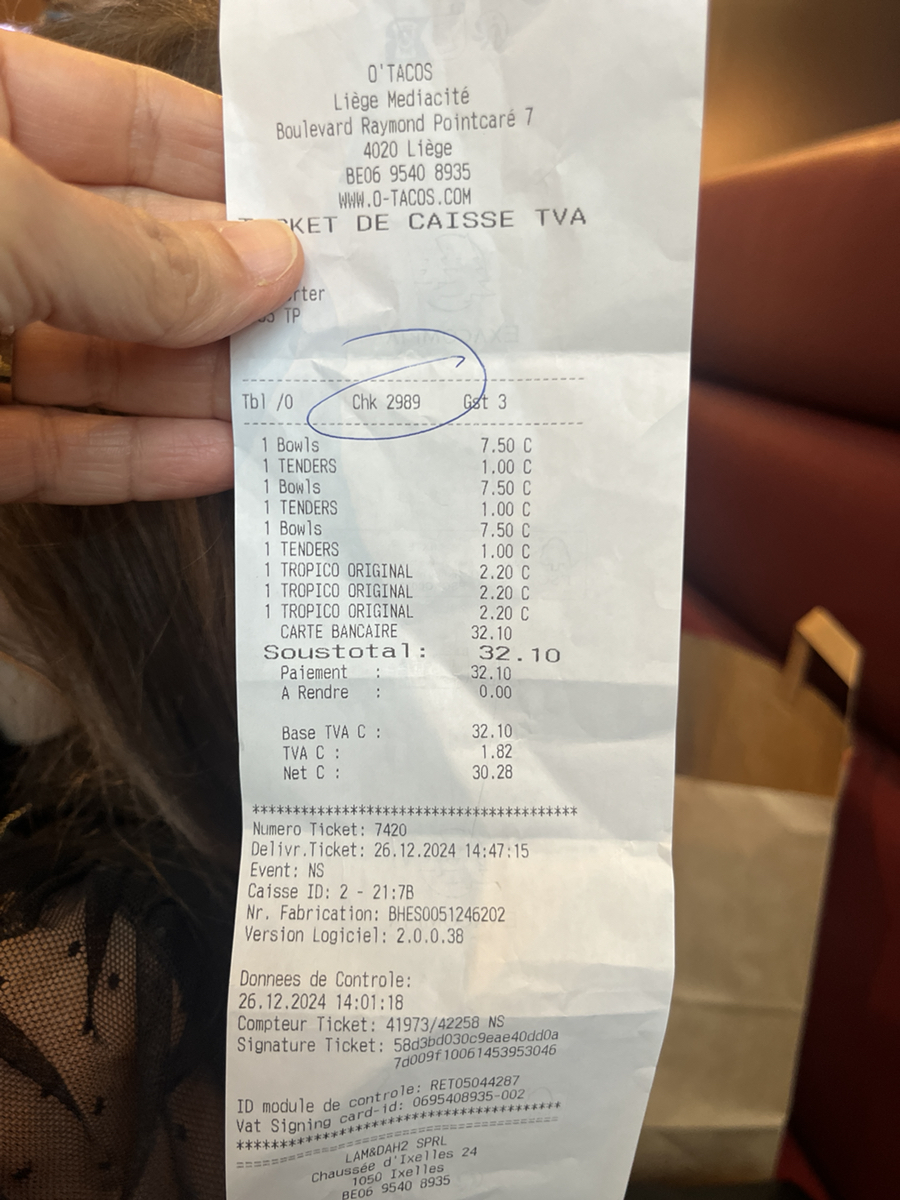 O'TACOS
Liège Mediacité
Boulevard Raymond Pointcaré 7
4020 Liège
BE06 9540 8935
WWW.O-TACOS.COM
DE CAISSE TVA
TP
Tbl /0 Chk 2989 Gst 3
1 Bowls 7.50 C
1 TENDERS 1.00 C
1 Bowls 7.50 C
1 TENDERS 1.00 C
1 Bowls 7.50 C
1 TENDERS 1.00 C
1 TROPICO ORIGINAL 2.20 C
1 TROPICO ORIGINAL 2.20 C
1 TROPICO ORIGINAL 2.20 C
CARTE BANCAIRE 32.10
Soustotal: 32.10
Paiement : 32.10
A Rendre : 0.00
Base TVA C : 32.10
TVA C : 1.82
Net C : 30.28
****************************************
Numero Ticket: 7420
Delivr.Ticket: 26.12.2024 14:47:15
Event: NS
Caisse ID: 2 - 21:7B
Nr. Fabrication: BHES0051246202
Version Logiciel: 2.0.0.38
Donnees de Controle:
26.12.2024 14:01:18
Compteur Ticket: 41973/42258 NS
Signature Ticket: 58d3bd030c9eae40dd0a
7d009f10061453953046
ID module de controle: RET05044287
Vat Signing card-id: 0695408935-002
****************************************
========================================
LAM&DAH2 SPRL
Chaussée d'Ixelles 24
1050 Ixelles
BE06 9540 8935